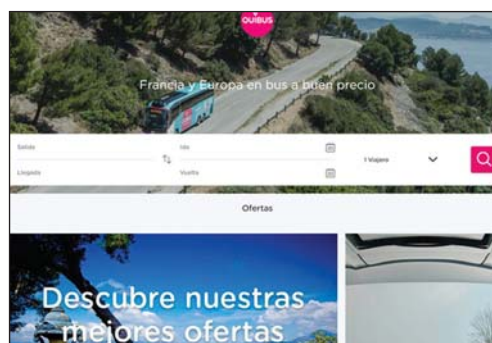 OUIBUS
Francia y Europa en bus a buen precio
Salida
Ida
1 Viajero
Llegada
Vuelta
Ofertas
Descubre nuestras
mejores ofertas